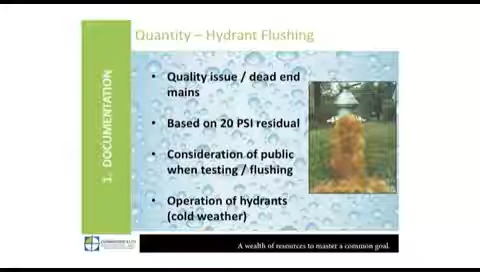 Quantity – Hydrant Flushing
1. DOCUMENTATION
• Quality issue / dead end
mains
• Based on 20 PSI residual
• Consideration of public
when testing / flushing
• Operation of hydrants
(cold weather)
A wealth of resources to master a common goal.